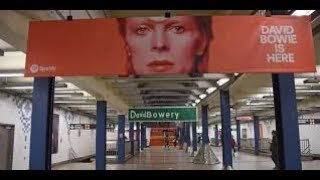 DAVID
BOWIE
IS HERE
Spotify
DavidBowery